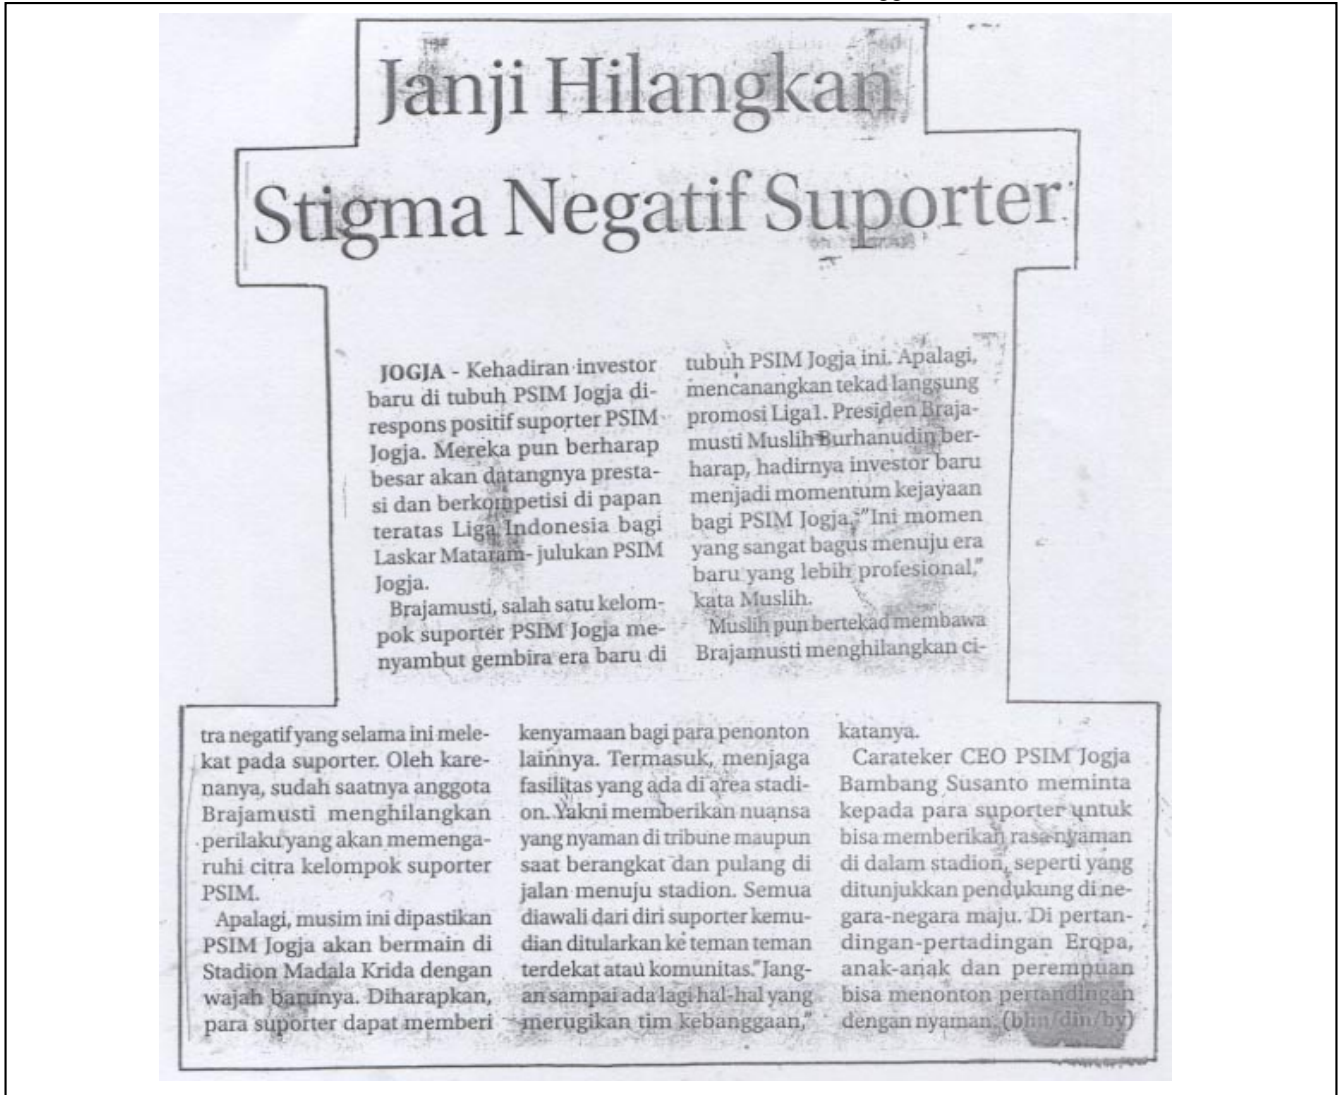 Janji Hilangkan
Stigma Negatif Suporter
JOGJA - Kehadiran investor
baru di tubuh PSIM Jogja di-
respons positif suporter PSIM
Jogja. Mereka pun berharap
besar akan datangnya presta-
si dan berkompetisi di papan
teratas Liga Indonesia bagi
Laskar Mataram- julukan PSIM
Jogja.
Brajamusti, salah satu kelom-
pok suporter PSIM Jogja me-
nyambut gembira era baru di
tubuh PSIM Jogja ini. Apalagi,
mencanangkan tekad langsung
promosi Liga1. Presiden Braja-
musti Muslih Burhanudin ber-
harap, hadirnya investor baru
menjadi momentum kejayaan
bagi PSIM Jogja. "Ini momen
yang sangat bagus menuju era
baru yang lebih profesional,"
kata Muslih.
Muslih pun bertekad membawa
Brajamusti menghilangkan ci-
tra negatif yang selama ini mele-
kat pada suporter. Oleh kare-
nanya, sudah saatnya anggota
Brajamusti menghilangkan
perilaku yang akan memenga-
ruhi citra kelompok suporter
PSIM.
Apalagi, musim ini dipastikan
PSIM Jogja akan bermain di
Stadion Madala Krida dengan
wajah barunya. Diharapkan,
para suporter dapat memberi
kenyamaan bagi para penonton
lainnya. Termasuk, menjaga
fasilitas yang ada di area stadi-
on. Yakni memberikan nuansa
yang nyaman di tribune maupun
saat berangkat dan pulang di
jalan menuju stadion. Semua
diawali dari diri suporter kemu-
dian ditularkan ke teman teman
terdekat atau komunitas. "Jang-
an sampai ada lagi hal-hal yang
merugikan tim kebanggaan,"
katanya.
Carateker CEO PSIM Jogja
Bambang Susanto meminta
kepada para suporter untuk
bisa memberikan rasa nyaman
di dalam stadion, seperti yang
ditunjukkan pendukung di ne-
gara-negara maju. Di pertan-
dingan-pertadingan Eropa,
anak-anak dan perempuan
bisa menonton pertandingan
dengan nyaman. (bhn/din/by)